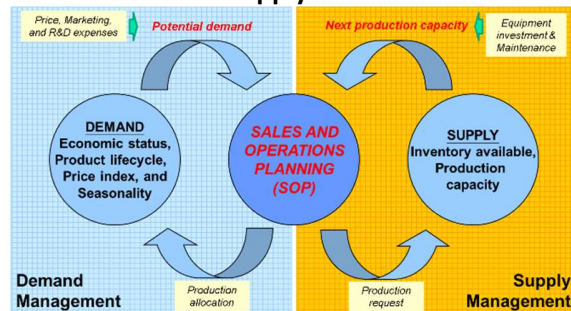 Price, Marketing,
and R&D expenses
Potential demand
Next production capacity
Equipment
investment &
Maintenance
DEMAND
Economic status,
Product lifecycle,
Price index, and
Seasonality
SALES AND
OPERATIONS
PLANNING
(SOP)
SUPPLY
Inventory available,
Production
capacity
Demand
Management
Production
allocation
Production
request
Supply
Management